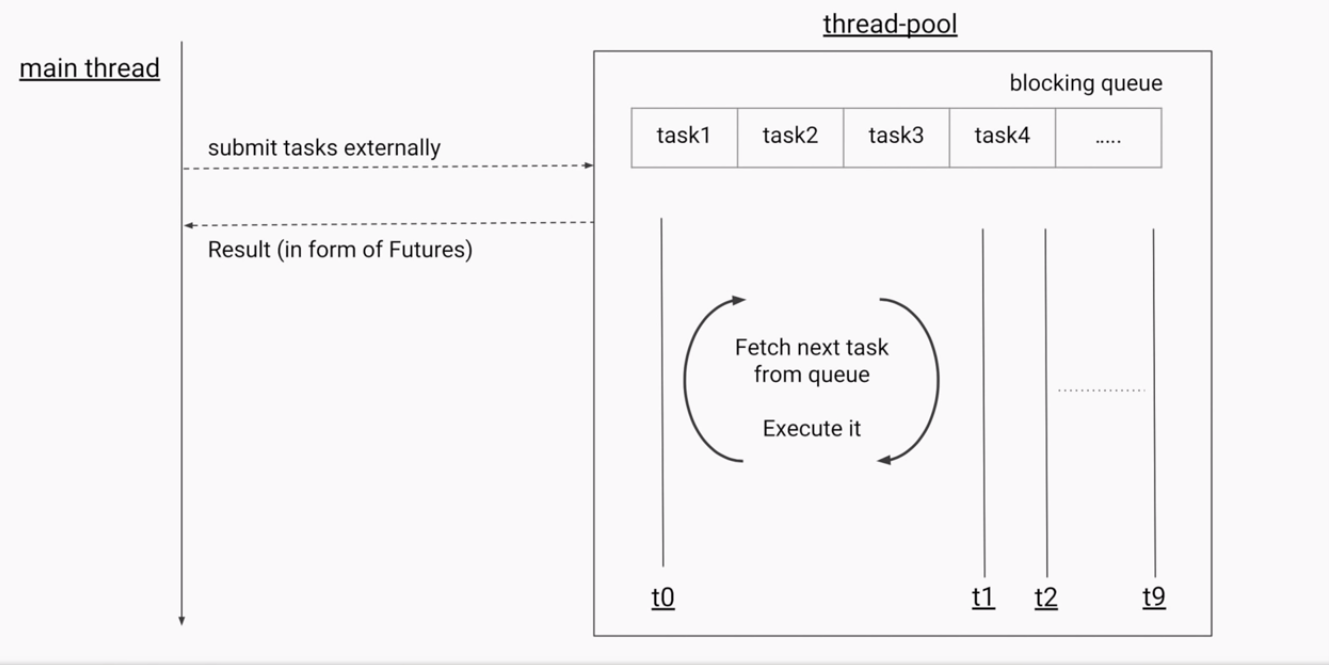 thread-pool
main thread
blocking queue
task1 task2 task3 task4 .....
submit tasks externally
Result (in form of Futures)
Fetch next task
from queue
Execute it
t0 t1 t2 t9